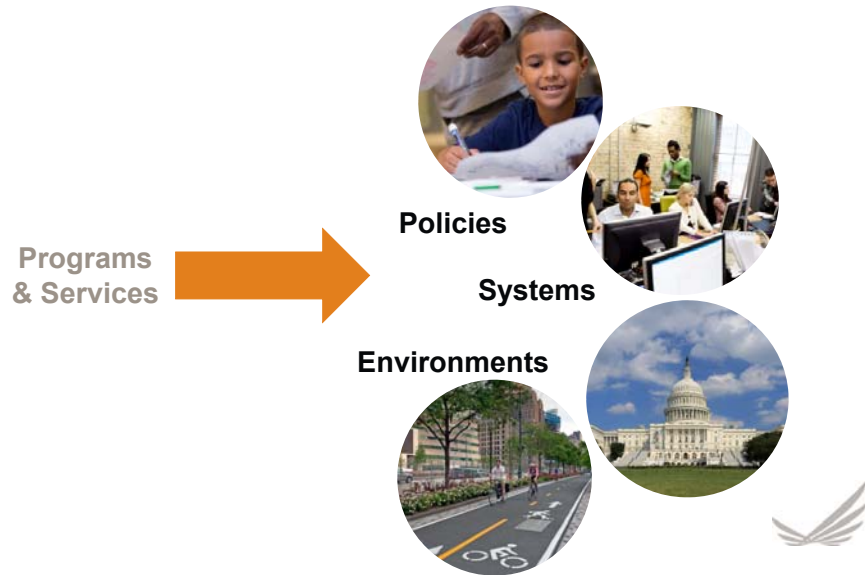 Programs
& Services
Policies
Systems
Environments